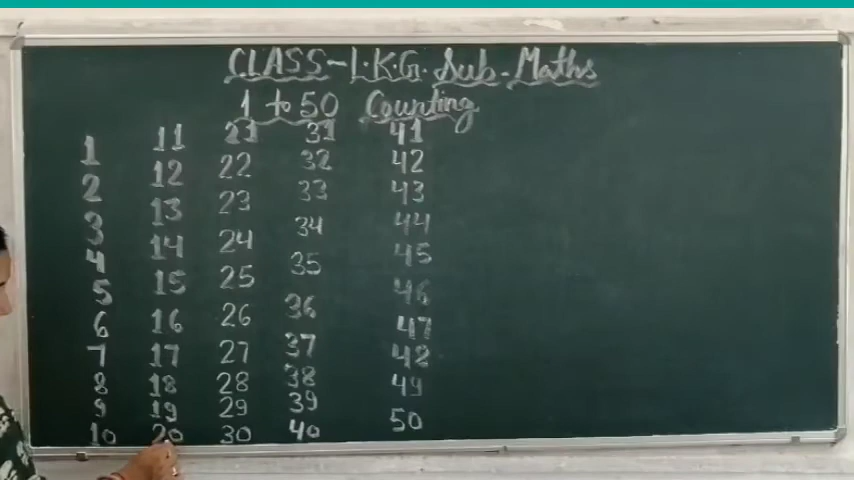 CLASS-L.K.G. Sub-Maths
1 to 50 Counting
1 11 21 31 41
2 12 22 32 42
3 13 23 33 43
4 14 24 34 44
5 15 25 35 45
6 16 26 36 46
7 17 27 37 47
8 18 28 38 42
9 19 29 39 49
10 20 30 40 50